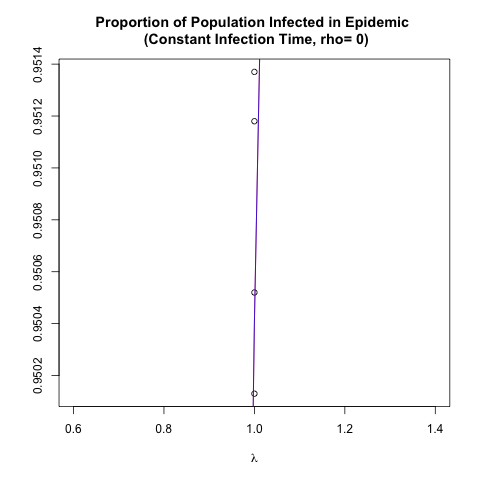 Proportion of Population Infected in Epidemic
(Constant Infection Time, rho= 0)
0.9514
0.9512
0.9510
0.9508
0.9506
0.9504
0.9502
0.6 0.8 1.0 1.2 1.4
λ